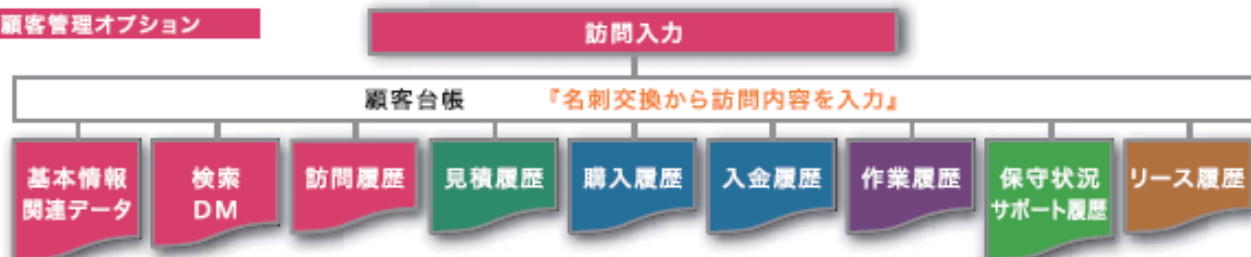 顧客管理オプション
訪問入力
顧客台帳 『名刺交換から訪問内容を入力』
基本情報
関連データ
検索
DM
訪問履歴
見積履歴
購入履歴
入金履歴
作業履歴
保守状況
サポート履歴
リース履歴